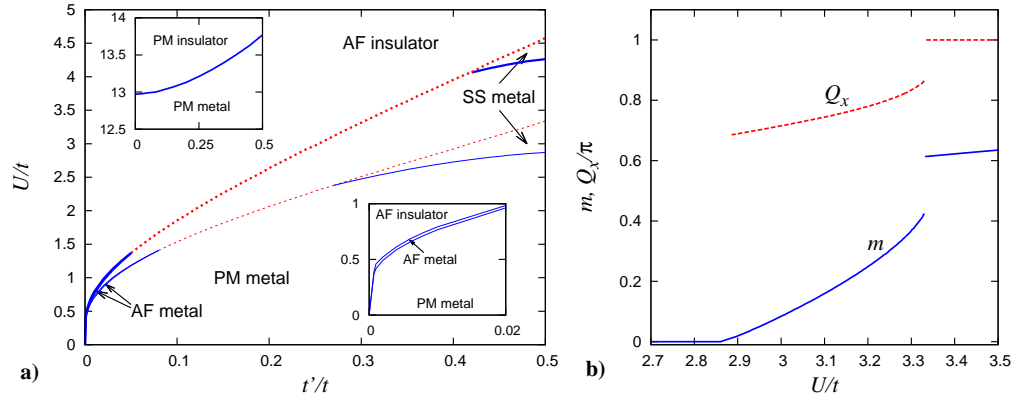 5
4.5
4
3.5
3
2.5
2
1.5
1
0.5
0
U/t
0
0.1
0.2
0.3
0.4
0.5
t'/t
a)
14
13.5
13
12.5
0
0.25
0.5
PM insulator
PM metal
AF insulator
SS metal
PM metal
AF metal
1
0.5
0
0
0.02
AF insulator
AF metal
PM metal
1
0.8
0.6
0.4
0.2
0
m, Qx/π
Qx
m
2.7
2.8
2.9
3
3.1
3.2
3.3
3.4
3.5
U/t
b)